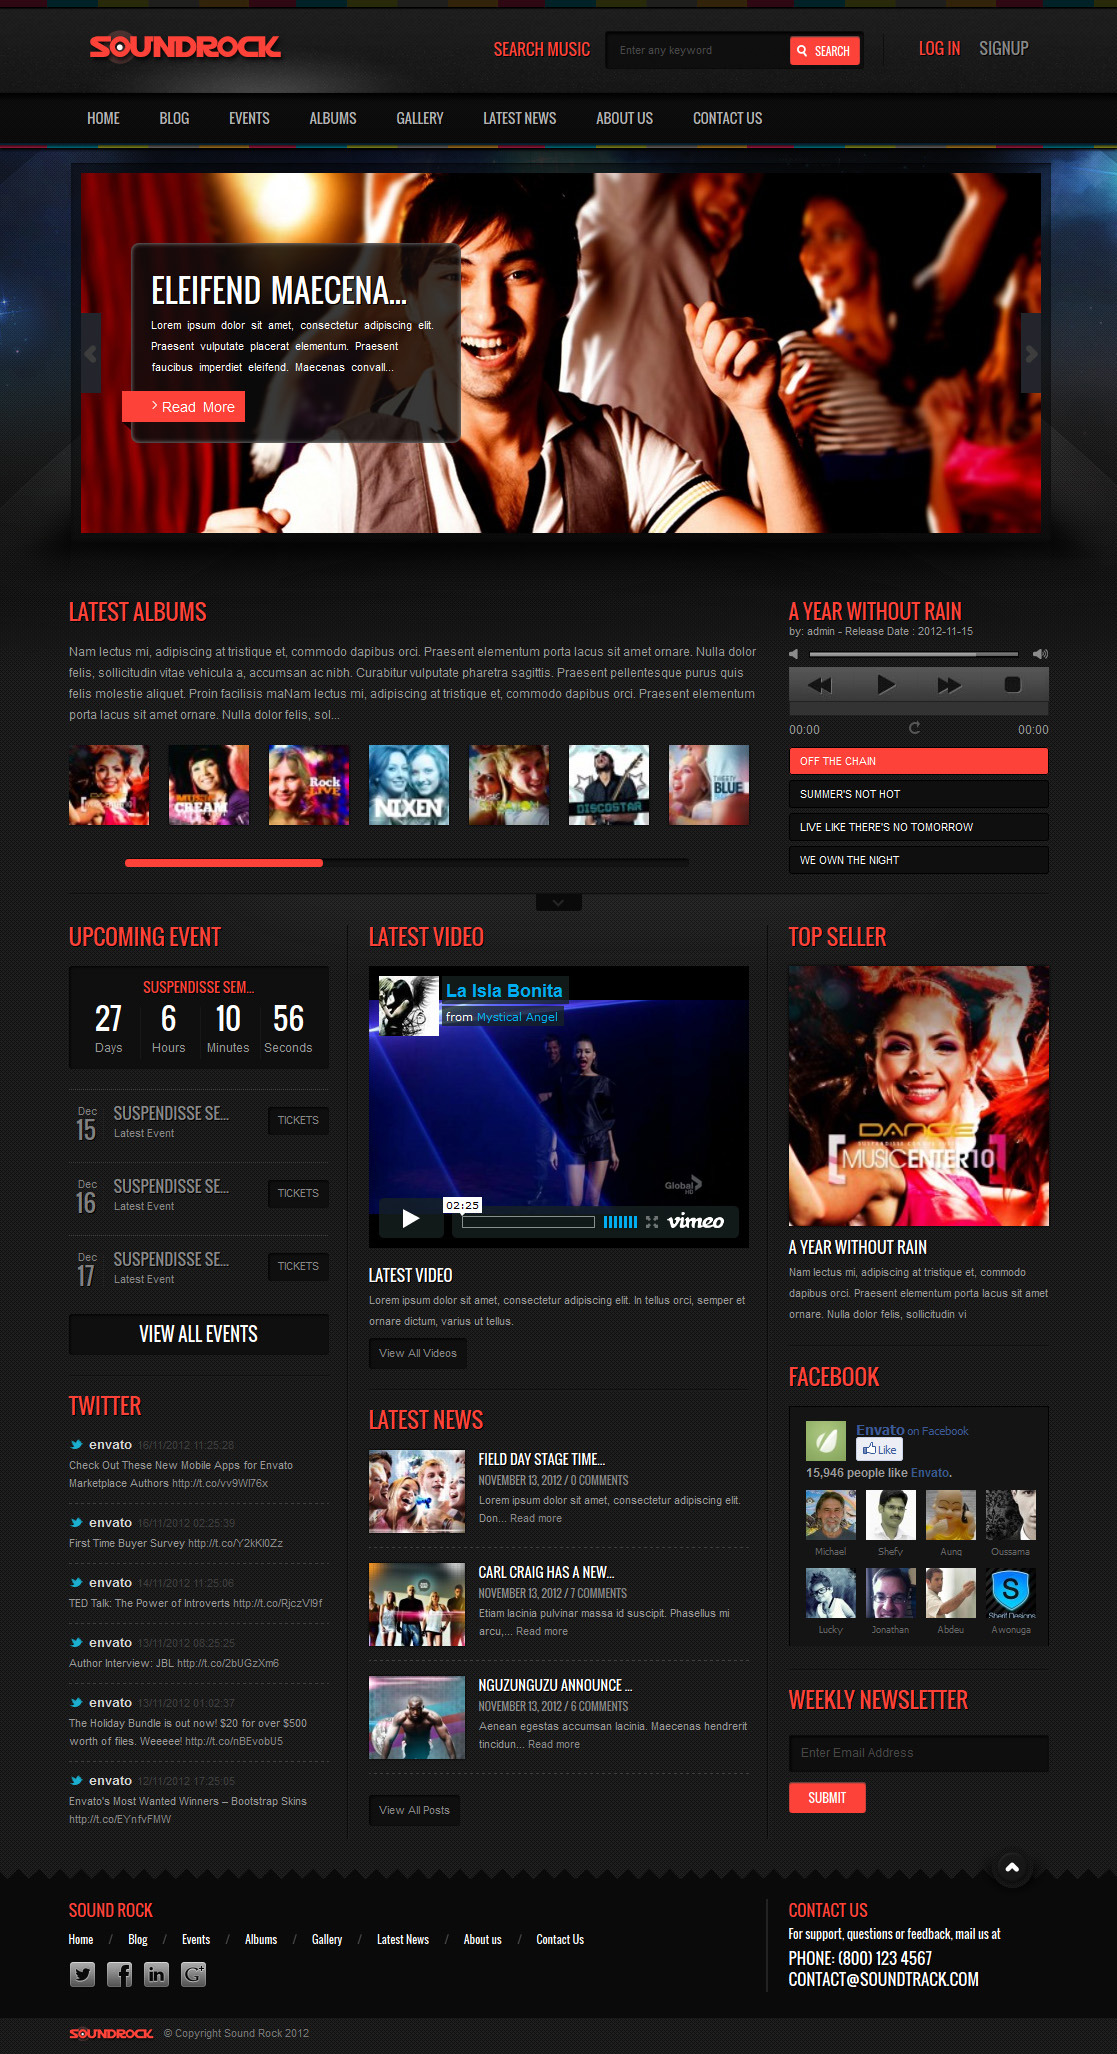 SOUNDROCK
SEARCH MUSIC
Enter any keyword
SEARCH
LOG IN
SIGNUP
HOME
BLOG
EVENTS
ALBUMS
GALLERY
LATEST NEWS
ABOUT US
CONTACT US
ELEIFEND MAECENA...
Lorem ipsum dolor sit amet, consectetur adipiscing elit.
Praesent vulputate placerat elementum. Praesent
faucibus imperdiet eleifend. Maecenas convall...
Read More
LATEST ALBUMS
Nam lectus mi, adipiscing at tristique et, commodo dapibus orci. Praesent elementum porta lacus sit amet ornare. Nulla dolor
felis, sollicitudin vitae vehicula a, accumsan ac nibh. Curabitur vulputate pharetra sagittis. Praesent pellentesque purus quis
felis molestie aliquet. Proin facilisis maNam lectus mi, adipiscing at tristique et, commodo dapibus orci. Praesent elementum
porta lacus sit amet ornare. Nulla dolor felis, sol...
MUSIC
CREAM
Rock
LIVE
NIXEN
DISCOSTAR
BLUE
A YEAR WITHOUT RAIN
by: admin - Release Date : 2012-11-15
00:00
00:00
OFF THE CHAIN
SUMMER'S NOT HOT
LIVE LIKE THERE'S NO TOMORROW
WE OWN THE NIGHT
UPCOMING EVENT
SUSPENDISSE SEM...
27 6 10 56
Days Hours Minutes Seconds
Dec
15
SUSPENDISSE SE...
Latest Event
TICKETS
Dec
16
SUSPENDISSE SE...
Latest Event
TICKETS
Dec
17
SUSPENDISSE SE...
Latest Event
TICKETS
VIEW ALL EVENTS
TWITTER
envato 16/11/2012 11:25:28
Check Out These New Mobile Apps for Envato
Marketplace Authors http://t.co/vv9WI76x
envato 16/11/2012 02:25:39
First Time Buyer Survey http://t.co/Y2kKI0Zz
envato 14/11/2012 11:25:06
TED Talk: The Power of Introverts http://t.co/RjczVI9f
envato 13/11/2012 08:25:25
Author Interview: JBL http://t.co/2bUGzXm6
envato 13/11/2012 01:02:37
The Holiday Bundle is out now! $20 for over $500
worth of files. Weeeee! http://t.co/nBEvobU5
envato 12/11/2012 17:25:05
Envato's Most Wanted Winners – Bootstrap Skins
http://t.co/EYnfvFMW
LATEST VIDEO
La Isla Bonita
from Mystical Angel
Global
HD
02:25
vimeo
LATEST VIDEO
Lorem ipsum dolor sit amet, consectetur adipiscing elit. In tellus orci, semper et
ornare dictum, varius ut tellus.
View All Videos
LATEST NEWS
FIELD DAY STAGE TIME...
NOVEMBER 13, 2012 / 0 COMMENTS
Lorem ipsum dolor sit amet, consectetur adipiscing elit.
Don... Read more
CARL CRAIG HAS A NEW...
NOVEMBER 13, 2012 / 7 COMMENTS
Etiam lacinia pulvinar massa id suscipit. Phasellus mi
arcu,... Read more
NGUZUNGUZU ANNOUNCE ...
NOVEMBER 13, 2012 / 6 COMMENTS
Aenean egestas accumsan lacinia. Maecenas hendrerit
tincidun... Read more
View All Posts
TOP SELLER
DANCE
MUSICENTER10
A YEAR WITHOUT RAIN
Nam lectus mi, adipiscing at tristique et, commodo
dapibus orci. Praesent elementum porta lacus sit amet
ornare. Nulla dolor felis, sollicitudin vi
FACEBOOK
Envato on Facebook
Like
15,946 people like Envato.
Michael Shefy Aung Oussama
Sherif Designs
Lucky Jonathan Abdeu Awonuga
WEEKLY NEWSLETTER
Enter Email Address
SUBMIT
SOUND ROCK
Home / Blog / Events / Albums / Gallery / Latest News / About us / Contact Us
CONTACT US
For support, questions or feedback, mail us at
PHONE: (800) 123 4567
CONTACT@SOUNDTRACK.COM
SOUNDROCK © Copyright Sound Rock 2012